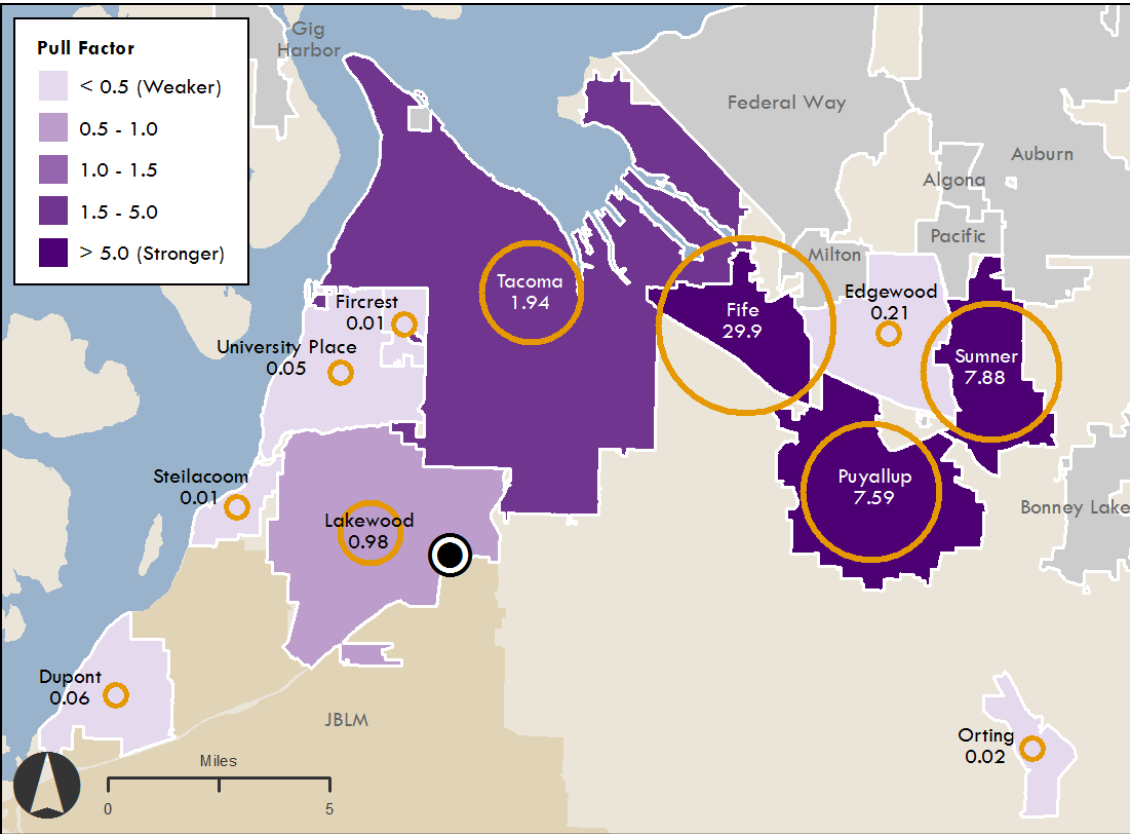 Pull Factor
< 0.5 (Weaker)
0.5 - 1.0
1.0 - 1.5
1.5 - 5.0
> 5.0 (Stronger)
Gig
Harbor
Federal Way
Auburn
Algona
Pacific
Milton
Tacoma
1.94
Fircrest
0.01
University Place
0.05
Fife
29.9
Edgewood
0.21
Sumner
7.88
Puyallup
7.59
Bonney Lake
Steilacoom
0.01
Lakewood
0.98
Dupont
0.06
JBLM
Orting
0.02
Miles
0
5